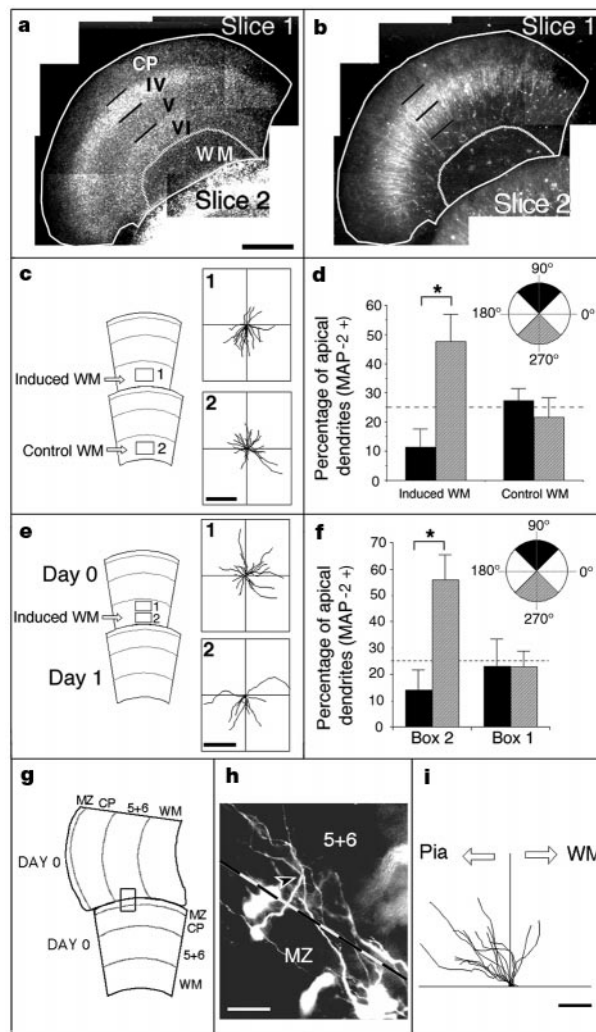 a
Slice 1
CP
IV
V
VI
WM
Slice 2
b
Slice 1
Slice 2
c
Induced WM
1
Control WM
2
1
2
d
Percentage of apical
dendrites (MAP-2 +)
60
50
40
30
20
10
0
*
Induced WM
Control WM
90°
180°
0°
270°
e
Day 0
1
Induced WM
2
Day 1
1
2
f
Percentage of apical
dendrites (MAP-2 +)
70
60
50
40
30
20
10
0
*
Box 2
Box 1
90°
180°
0°
270°
g
MZ
CP
5+6
WM
DAY 0
DAY 0
MZ
CP
5+6
WM
h
5+6
MZ
i
Pia
WM